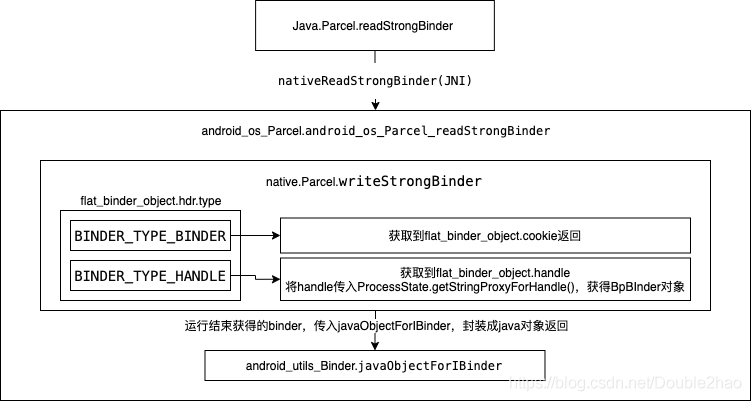 Java.Parcel.readStrongBinder
nativeReadStrongBinder(JNI)
android_os_Parcel.android_os_Parcel_readStrongBinder
native.Parcel.writeStrongBinder
flat_binder_object.hdr.type
BINDER_TYPE_BINDER
获取到flat_binder_object.cookie返回
BINDER_TYPE_HANDLE
获取到flat_binder_object.handle
将handle传入ProcessState.getStringProxyForHandle()，获得BpBInder对象
运行结束获得的binder，传入javaObjectForIBinder，封装成java对象返回
android_utils_Binder.javaObjectForIBinder
https://blog.csdn.net/Double2hao